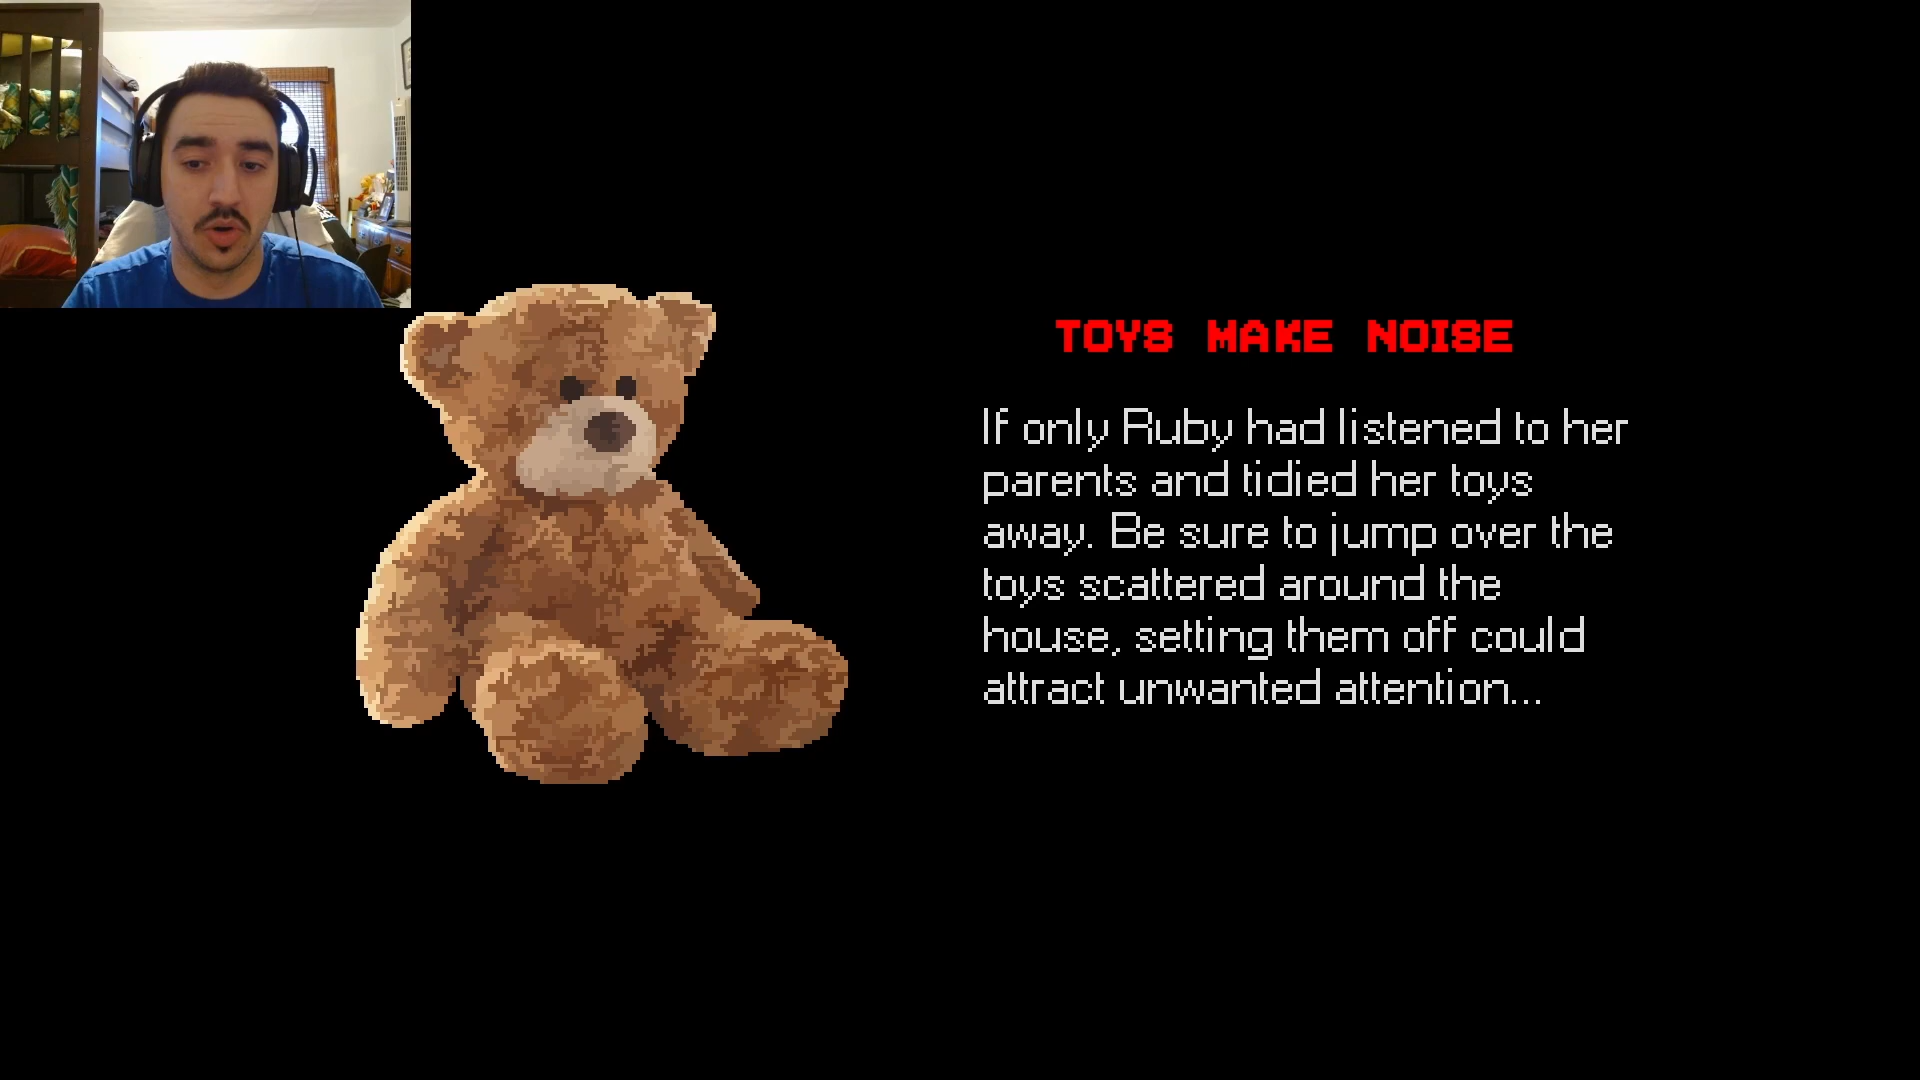 TOYS MAKE NOISE
If only Ruby had listened to her
parents and tidied her toys
away. Be sure to jump over the
toys scattered around the
house, setting them off could
attract unwanted attention...